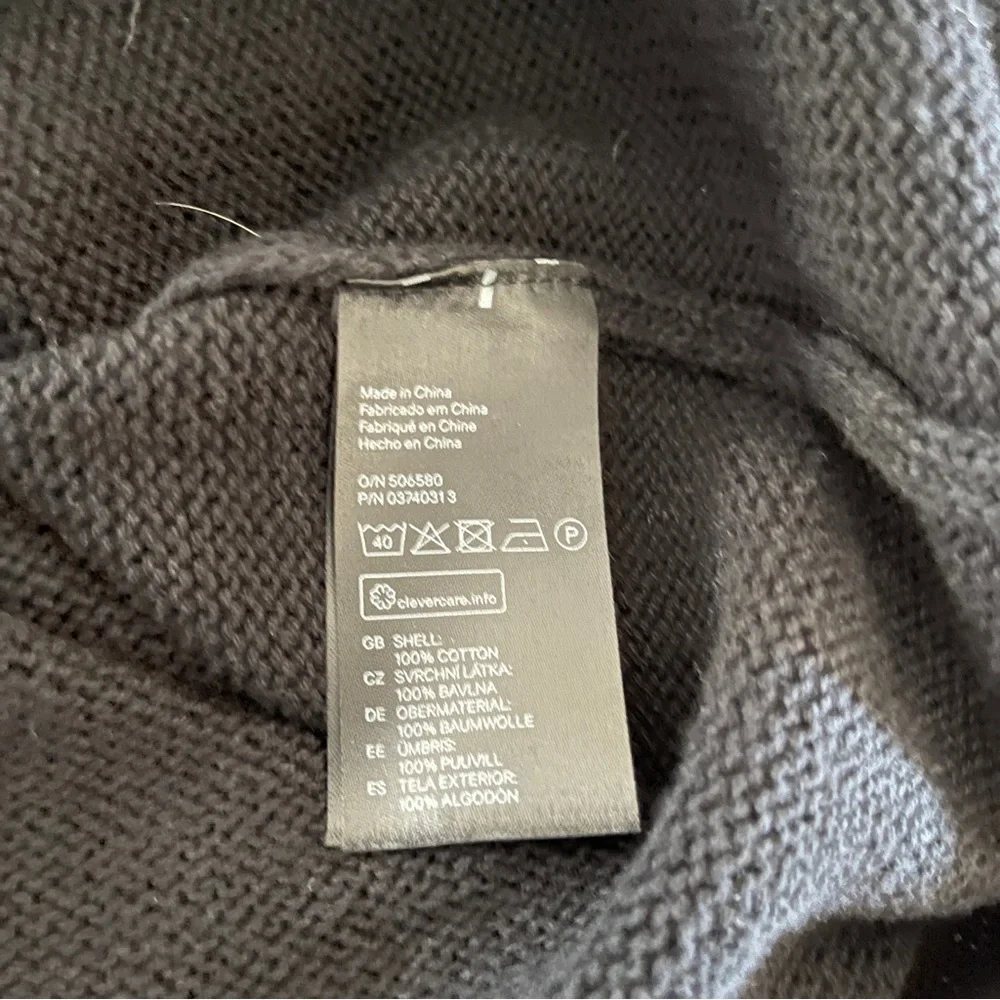 Made in China
Fabricado em China
Fabriqué en Chine
Hecho en China
O/N 506580
P/N 0374031 3
40 P
clevercare.info
GB SHELL:
100% COTTON
CZ SVRCHNÍ LÁTKA:
100% BAVLNA
DE OBERMATERIAL:
100% BAUMWOLLE
EE ÜMBRIS:
100% PUUVILL
ES TELA EXTERIOR:
100% ALGODÓN